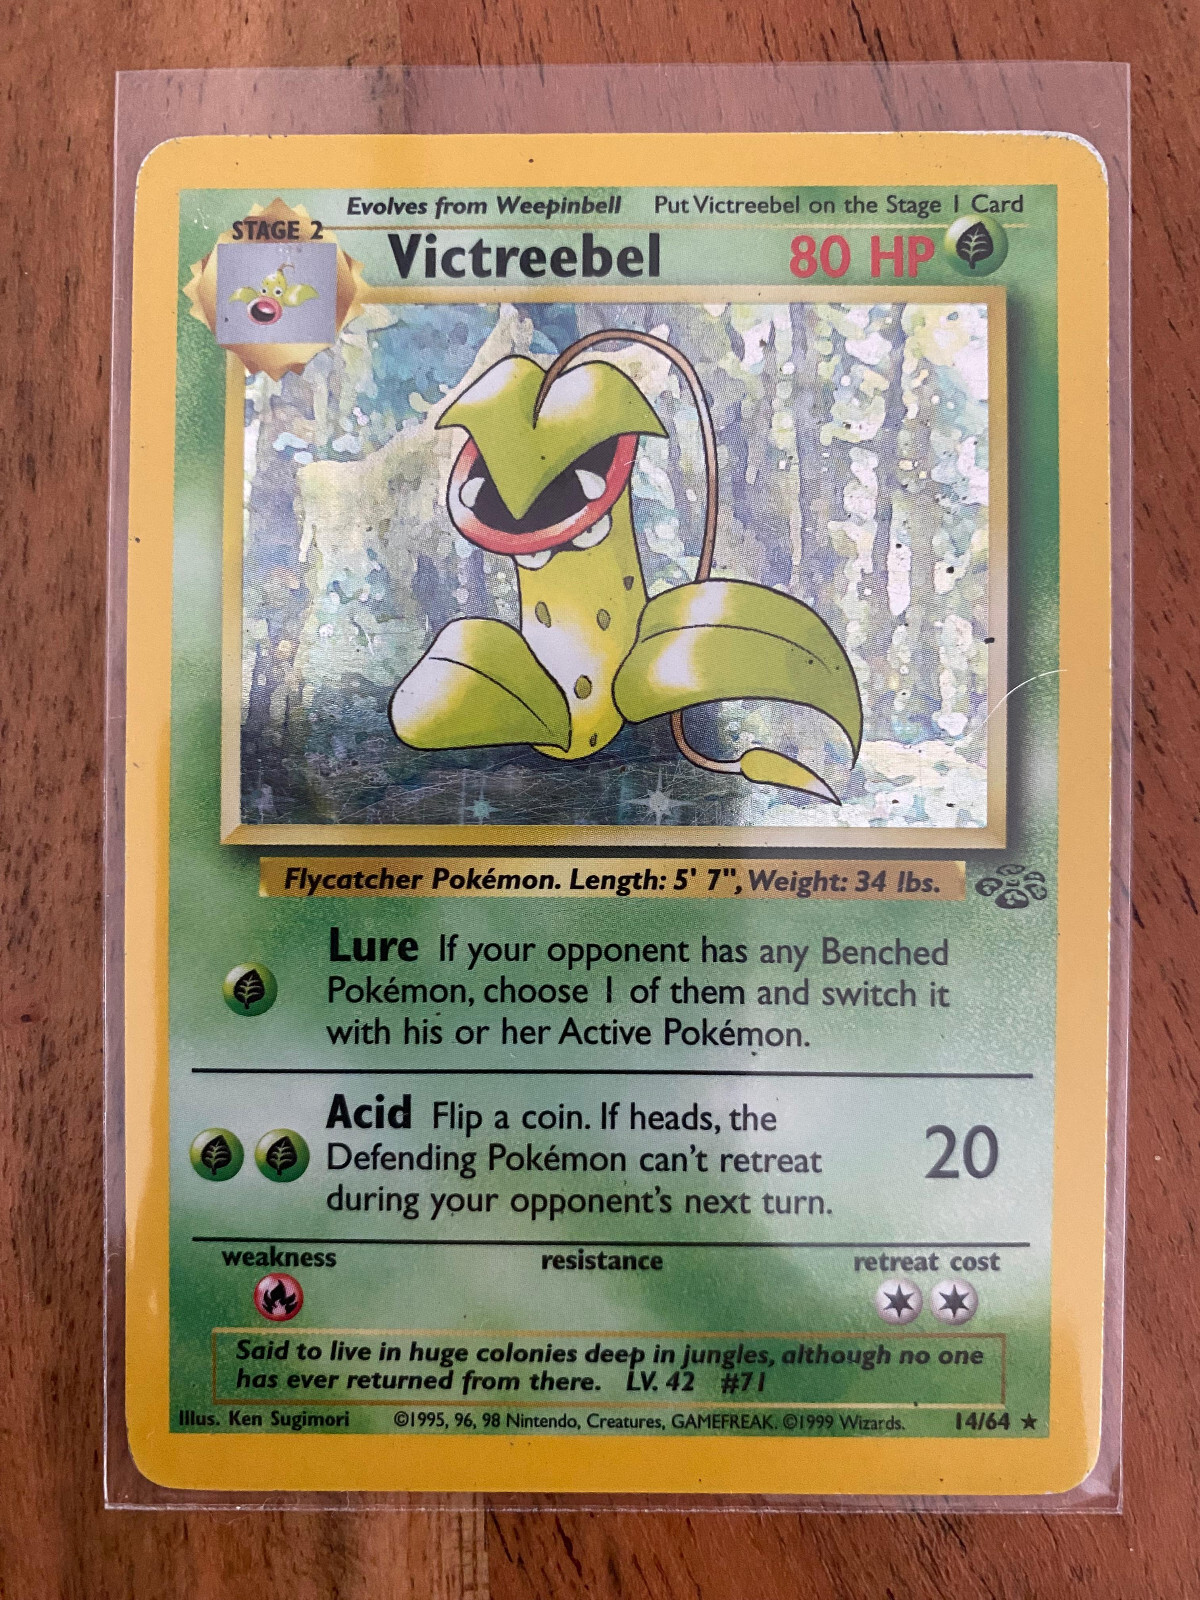 Evolves from Weepinbell Put Victreebel on the Stage 1 Card
STAGE 2
Victreebel 80 HP
Flycatcher Pokémon. Length: 5' 7", Weight: 34 lbs.
Lure If your opponent has any Benched
Pokémon, choose 1 of them and switch it
with his or her Active Pokémon.
Acid Flip a coin. If heads, the
Defending Pokémon can't retreat
during your opponent's next turn.
20
weakness resistance retreat cost
Said to live in huge colonies deep in jungles, although no one
has ever returned from there. LV. 42 #71
Illus. Ken Sugimori ©1995, 96, 98 Nintendo, Creatures, GAMEFREAK. ©1999 Wizards. 14/64 ★